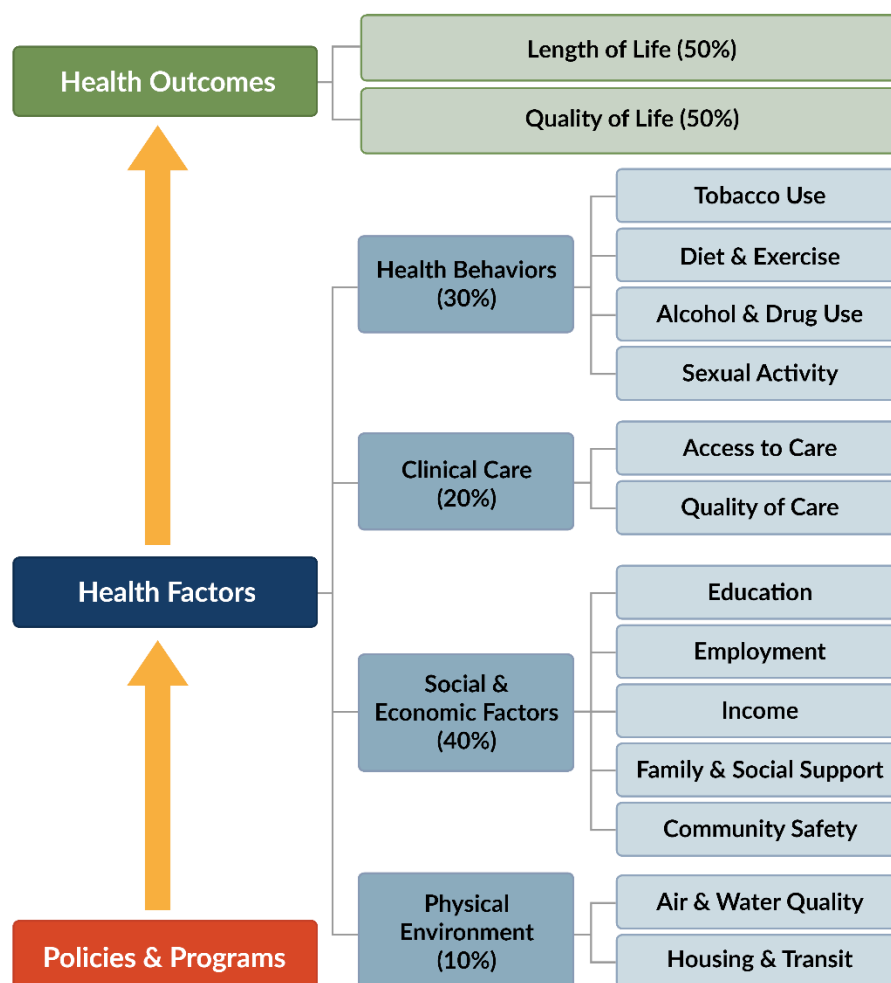 Health Outcomes
Length of Life (50%)
Quality of Life (50%)
Health Factors
Health Behaviors
(30%)
Tobacco Use
Diet & Exercise
Alcohol & Drug Use
Sexual Activity
Clinical Care
(20%)
Access to Care
Quality of Care
Social &
Economic Factors
(40%)
Education
Employment
Income
Family & Social Support
Community Safety
Physical
Environment
(10%)
Air & Water Quality
Housing & Transit
Policies & Programs